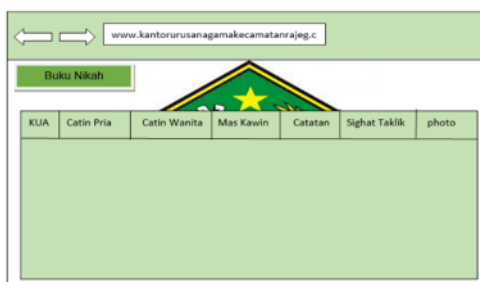 www.kantorurusanagamakecamatanrajeg.c
Buku Nikah
KUA Catin Pria Catin Wanita Mas Kawin Catatan Sighat Taklik photo